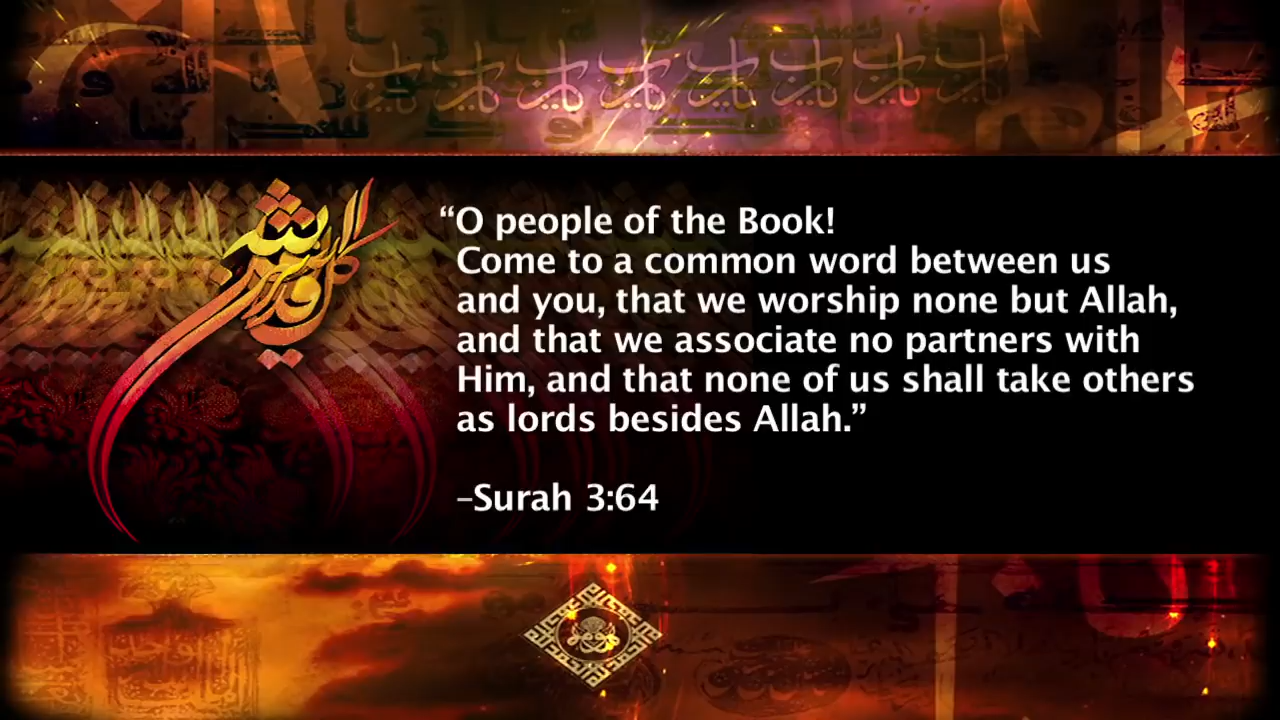 “O people of the Book!
Come to a common word between us
and you, that we worship none but Allah,
and that we associate no partners with
Him, and that none of us shall take others
as lords besides Allah.”
–Surah 3:64